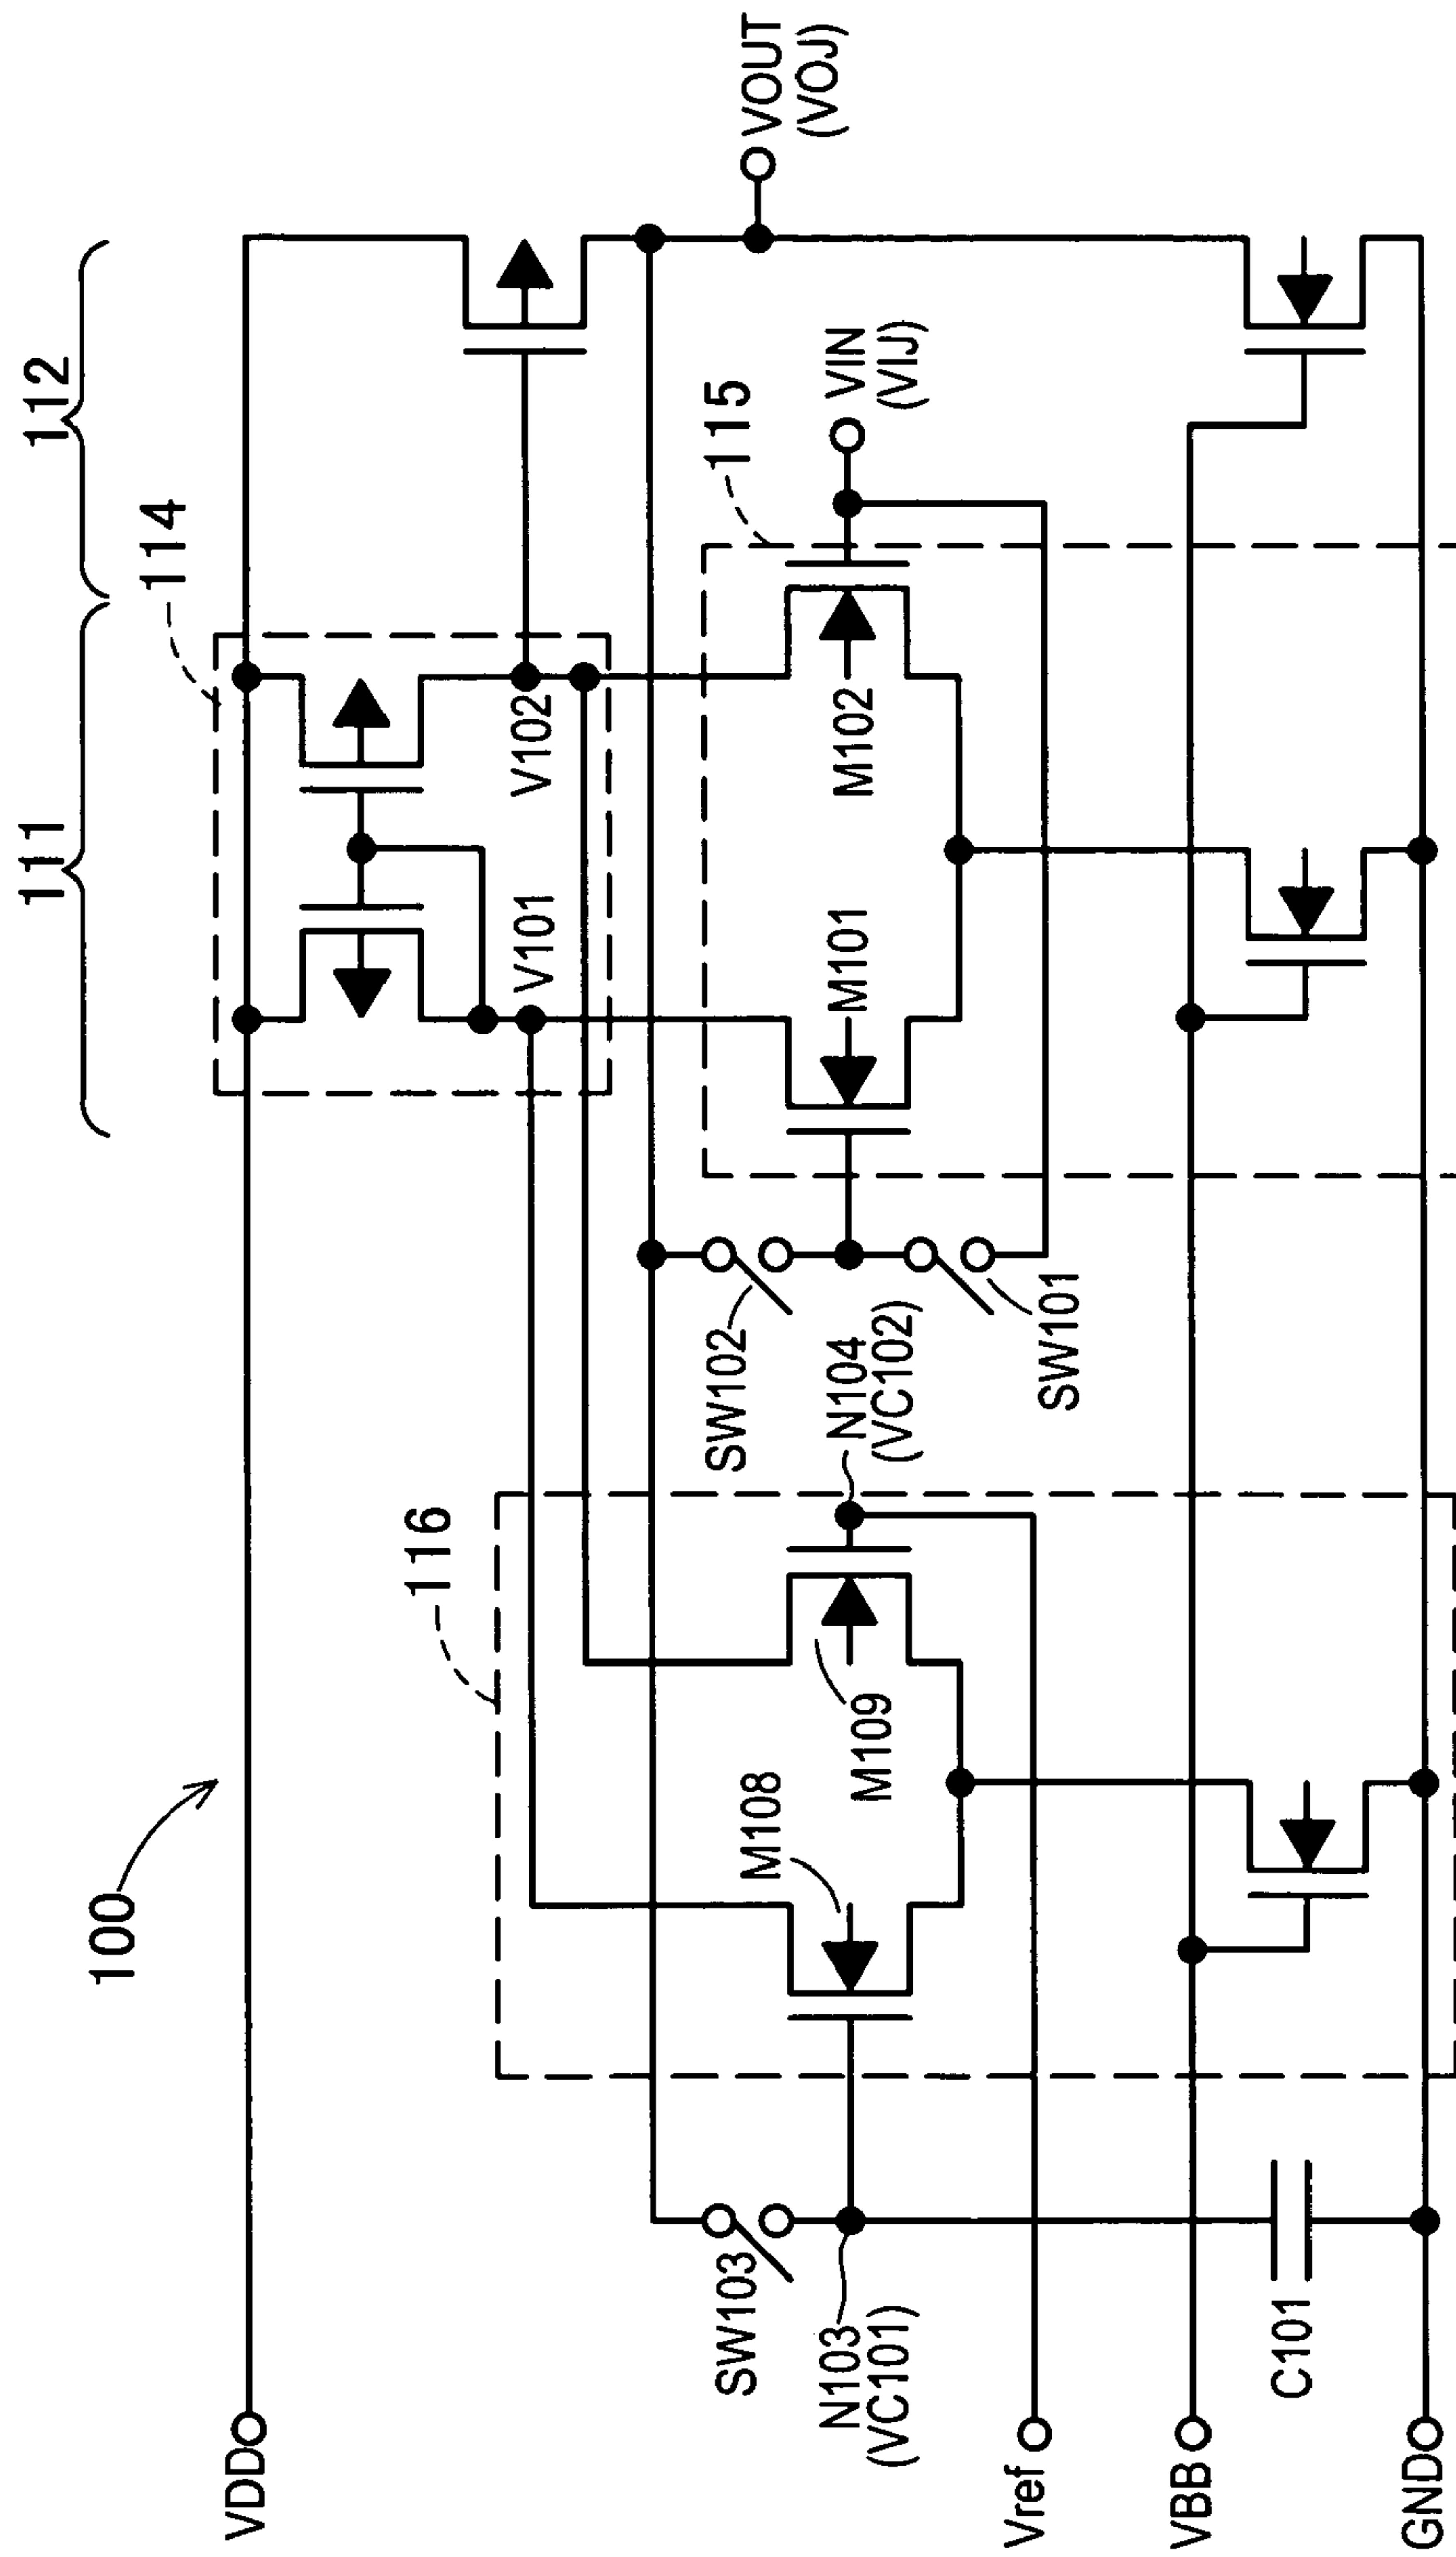 100
111
112
114
115
116
VDD
V101
V102
VOUT
(VOJ)
VIN
(VIJ)
M101
M102
SW102
SW101
N104
(VC102)
M108
M109
SW103
N103
(VC101)
Vref
VBB
C101
GND